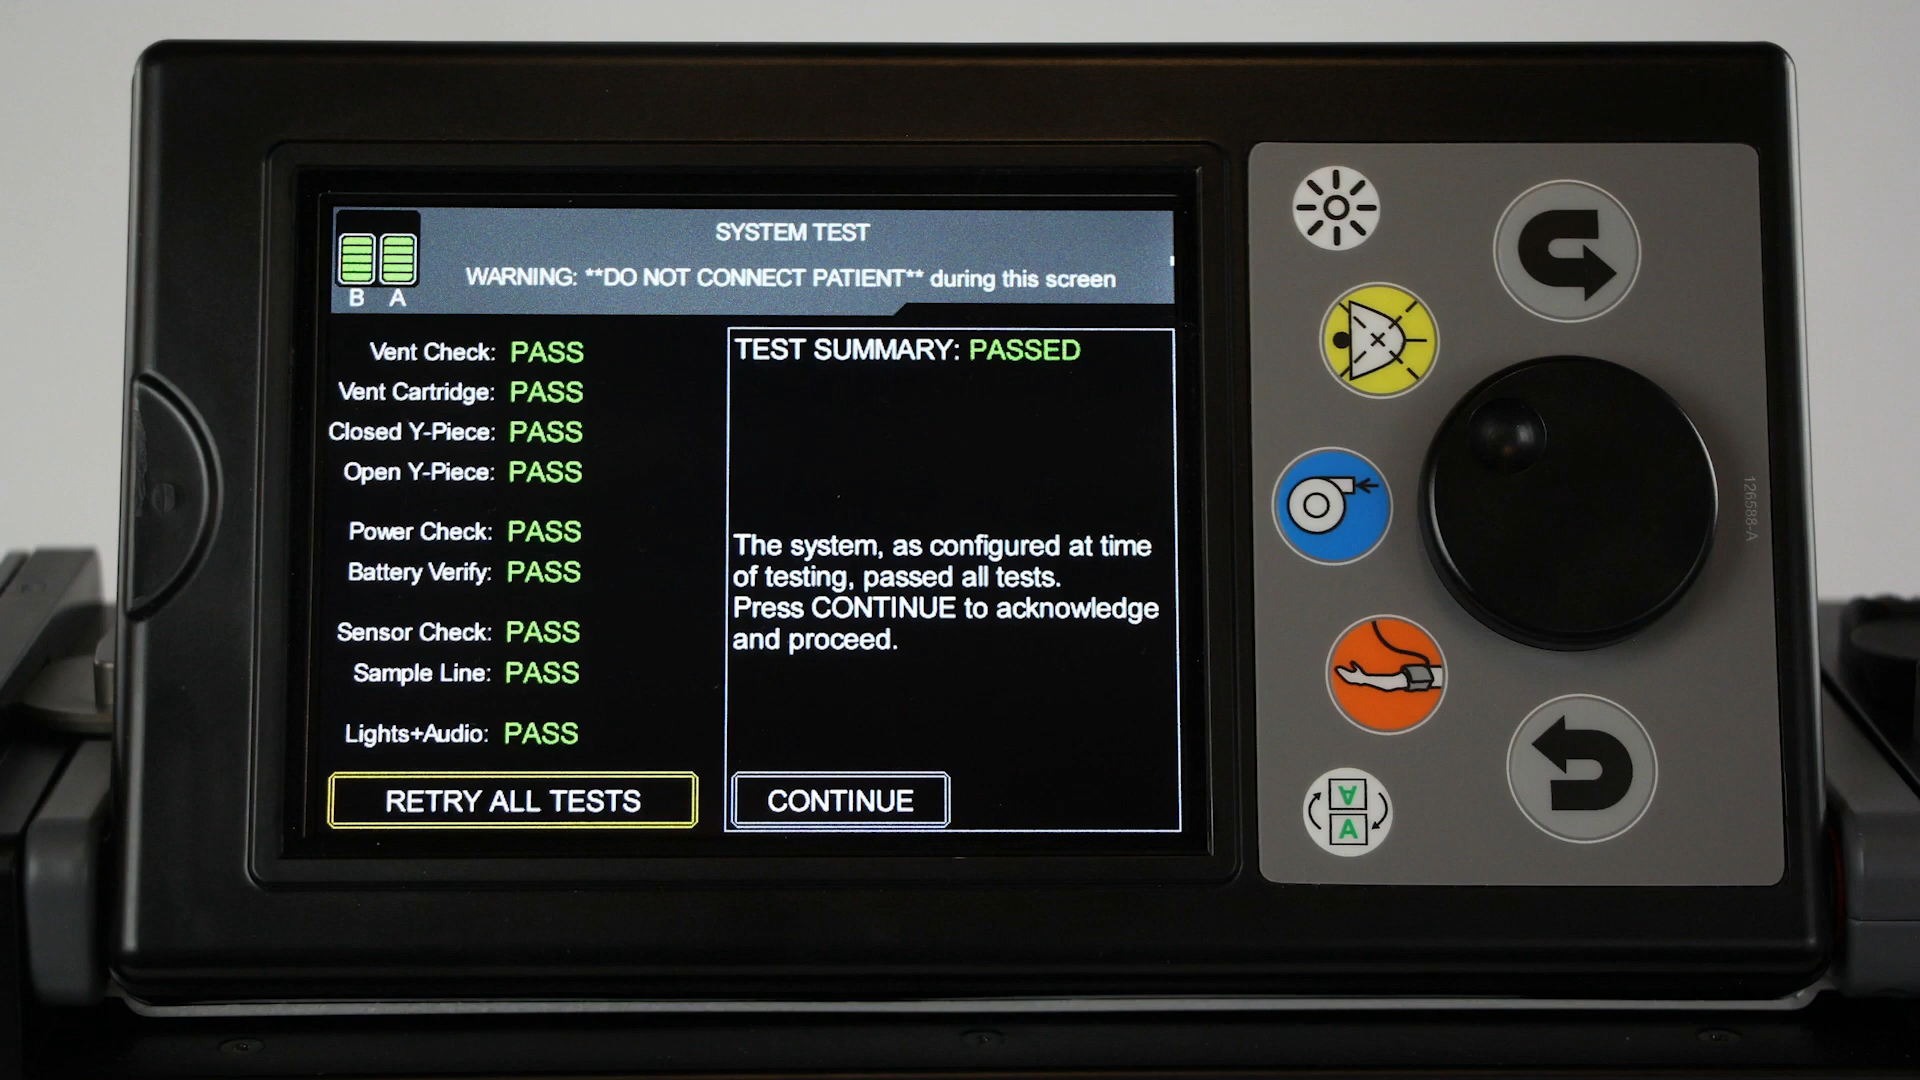 SYSTEM TEST
WARNING: **DO NOT CONNECT PATIENT** during this screen
B A
Vent Check: PASS
Vent Cartridge: PASS
Closed Y-Piece: PASS
Open Y-Piece: PASS
Power Check: PASS
Battery Verify: PASS
Sensor Check: PASS
Sample Line: PASS
Lights+Audio: PASS
RETRY ALL TESTS
TEST SUMMARY: PASSED
The system, as configured at time
of testing, passed all tests.
Press CONTINUE to acknowledge
and proceed.
CONTINUE
A
A
126588-A